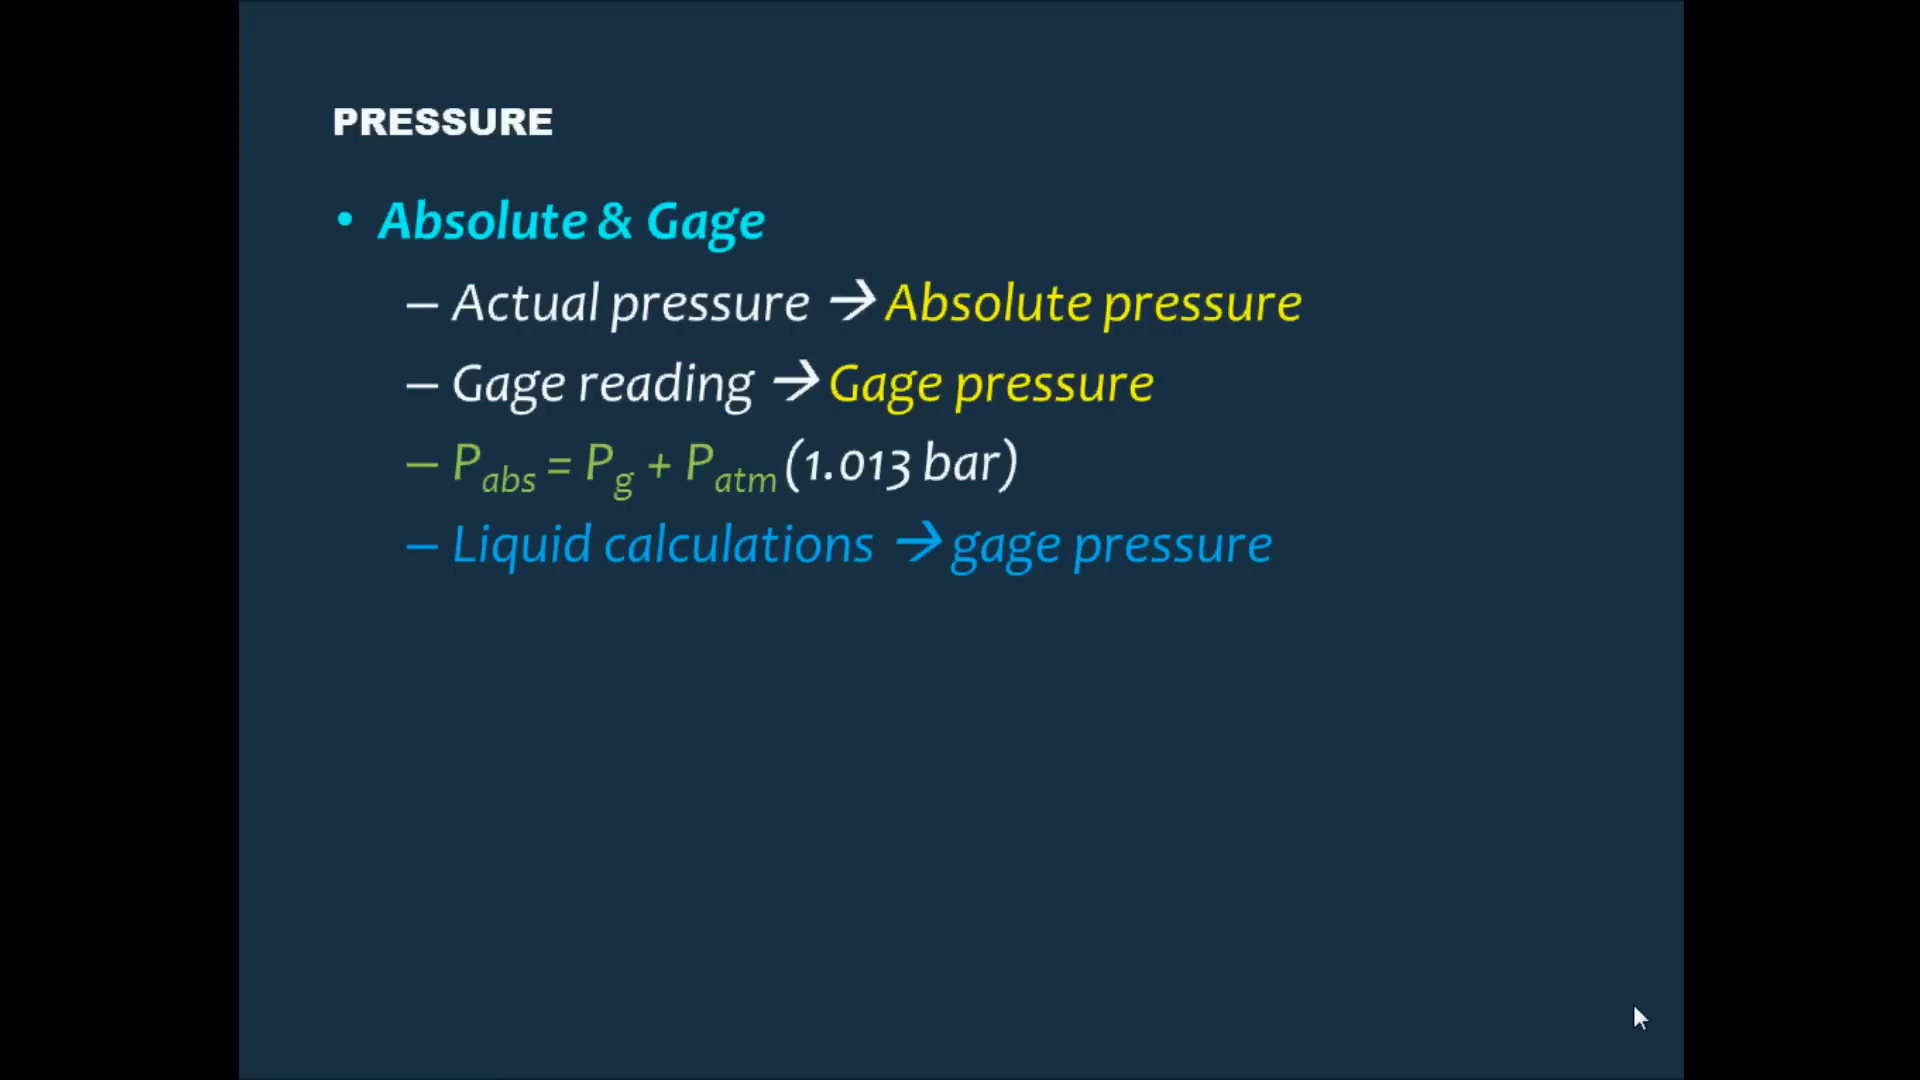 PRESSURE
• Absolute & Gage
– Actual pressure → Absolute pressure
– Gage reading → Gage pressure
– Pabs = Pg + Patm (1.013 bar)
– Liquid calculations → gage pressure